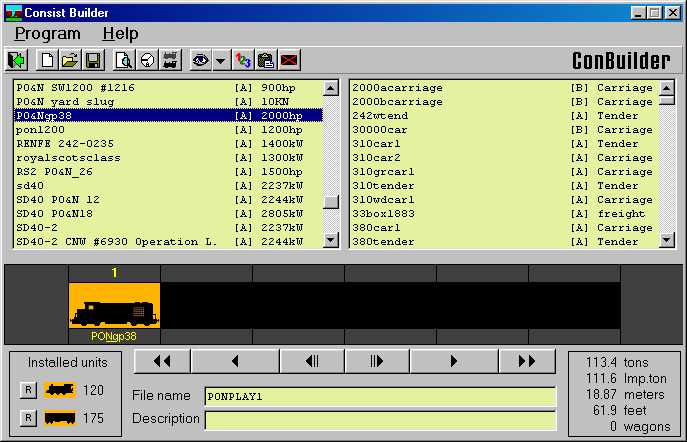 Consist Builder
Program Help
ConBuilder
PO&N SW1200 #1216 [A] 900hp
PO&N yard slug [A] 10KN
PO&Ngp38 [A] 2000hp
pon1200 [A] 1200hp
RENFE 242-0235 [A] 1400kW
royalscotsclass [A] 1300kW
RS2 PO&N_26 [A] 1500hp
sd40 [A] 2237kW
SD40 PO&N 12 [A] 2244kW
SD40 PO&N18 [A] 2805kW
SD40-2 [A] 2237kW
SD40-2 CNW #6930 Operation L. [A] 2244kW
2000acarriage [B] Carriage
2000bcarriage [B] Carriage
242wtend [A] Tender
30000car [B] Carriage
310car1 [A] Tender
310car2 [A] Tender
310grcar1 [A] Tender
310tender [A] Tender
310wdcar1 [A] Tender
33box1883 [A] freight
380car1 [A] Tender
380tender [A] Tender
1
PONgp38
Installed units
R 120
R 175
File name PONPLAY1
Description
113.4 tons
111.6 Imp.ton
18.87 meters
61.9 feet
0 wagons